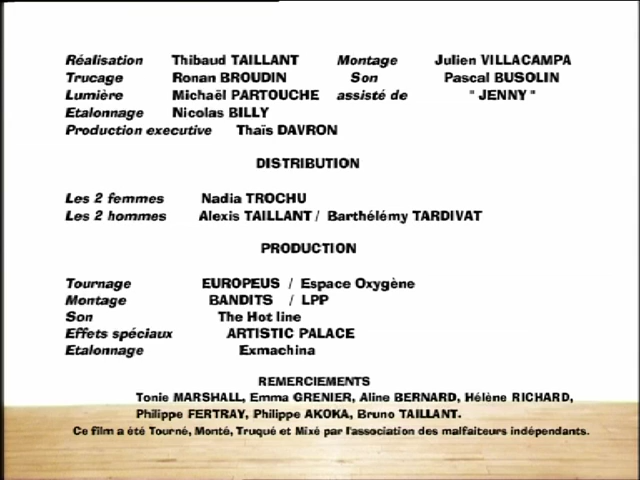 Réalisation Thibaud TAILLANT Montage Julien VILLACAMPA
Trucage Ronan BROUDIN Son Pascal BUSOLIN
Lumière Michaël PARTOUCHE assisté de " JENNY "
Etalonnage Nicolas BILLY
Production executive Thaïs DAVRON
DISTRIBUTION
Les 2 femmes Nadia TROCHU
Les 2 hommes Alexis TAILLANT / Barthélémy TARDIVAT
PRODUCTION
Tournage EUROPEUS / Espace Oxygène
Montage BANDITS / LPP
Son The Hot line
Effets spéciaux ARTISTIC PALACE
Etalonnage Exmachina
REMERCIEMENTS
Tonie MARSHALL, Emma GRENIER, Aline BERNARD, Hélène RICHARD,
Philippe FERTRAY, Philippe AKOKA, Bruno TAILLANT.
Ce film a été Tourné, Monté, Truqué et Mixé par l'association des malfaiteurs indépendants.